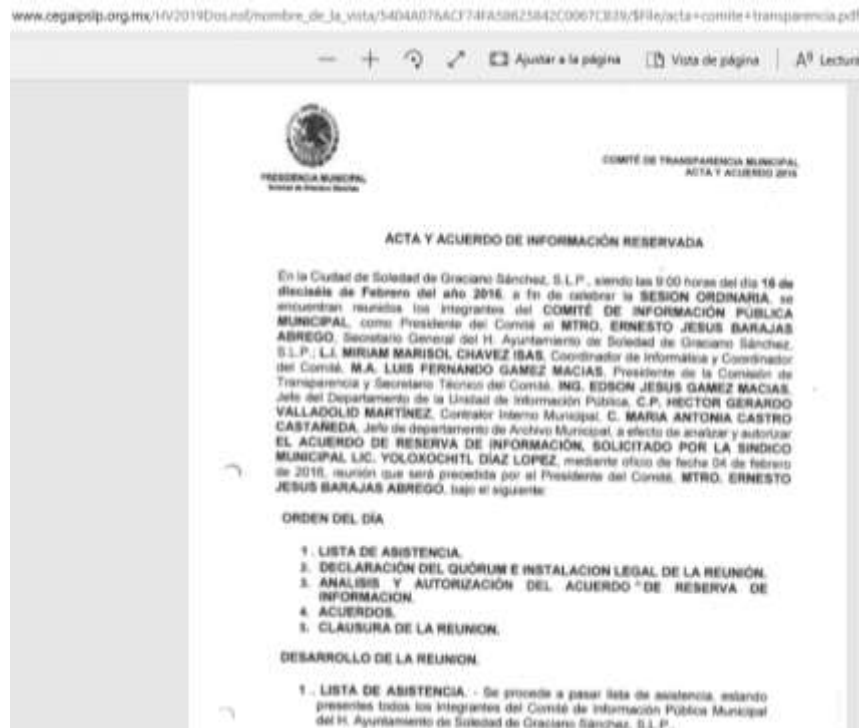 www.cegaipslp.org.mx/HV2019Dos.nsf/nombre_de_la_vista/5404A076ACF74FA58625842C0067CB39/$File/acta+comite+transparencia.pdf
Ajustar a la página Vista de página Lectura
PRESIDENCIA MUNICIPAL
Soledad de Graciano Sánchez
COMITÉ DE TRANSPARENCIA MUNICIPAL
ACTA Y ACUERDO 2016
ACTA Y ACUERDO DE INFORMACIÓN RESERVADA
En la Ciudad de Soledad de Graciano Sánchez, S.L.P., siendo las 9:00 horas del día 16 de
dieciséis de Febrero del año 2016, a fin de celebrar la SESION ORDINARIA, se
encuentran reunidos los integrantes del COMITÉ DE INFORMACIÓN PÚBLICA
MUNICIPAL, como Presidente del Comité el MTRO. ERNESTO JESUS BARAJAS
ABREGO, Secretario General del H. Ayuntamiento de Soledad de Graciano Sánchez,
S.L.P.; L.I. MIRIAM MARISOL CHAVEZ ISAS, Coordinador de Informática y Coordinador
del Comité, M.A. LUIS FERNANDO GAMEZ MACIAS, Presidente de la Comisión de
Transparencia y Secretario Técnico del Comité, ING. EDSON JESUS GAMEZ MACIAS,
Jefe del Departamento de la Unidad de Información Pública, C.P. HECTOR GERARDO
VALLADOLID MARTÍNEZ, Contralor Interno Municipal, C. MARIA ANTONIA CASTRO
CASTAÑEDA, Jefe de departamento de Archivo Municipal, a efecto de analizar y autorizar
EL ACUERDO DE RESERVA DE INFORMACIÓN, SOLICITADO POR LA SINDICO
MUNICIPAL LIC. YOLOXOCHITL DÍAZ LOPEZ, mediante oficio de fecha 04 de febrero
de 2016, reunión que será precedida por el Presidente del Comité, MTRO. ERNESTO
JESUS BARAJAS ABREGO, bajo el siguiente:
ORDEN DEL DÍA
1. LISTA DE ASISTENCIA.
2. DECLARACIÓN DEL QUÓRUM E INSTALACION LEGAL DE LA REUNIÓN.
3. ANALISIS Y AUTORIZACIÓN DEL ACUERDO DE RESERVA DE
INFORMACION.
4. ACUERDOS.
5. CLAUSURA DE LA REUNION.
DESARROLLO DE LA REUNION.
1. LISTA DE ASISTENCIA. - Se procede a pasar lista de asistencia, estando
presentes todos los integrantes del Comité de Información Pública Municipal
del H. Ayuntamiento de Soledad de Graciano Sánchez, S.L.P.